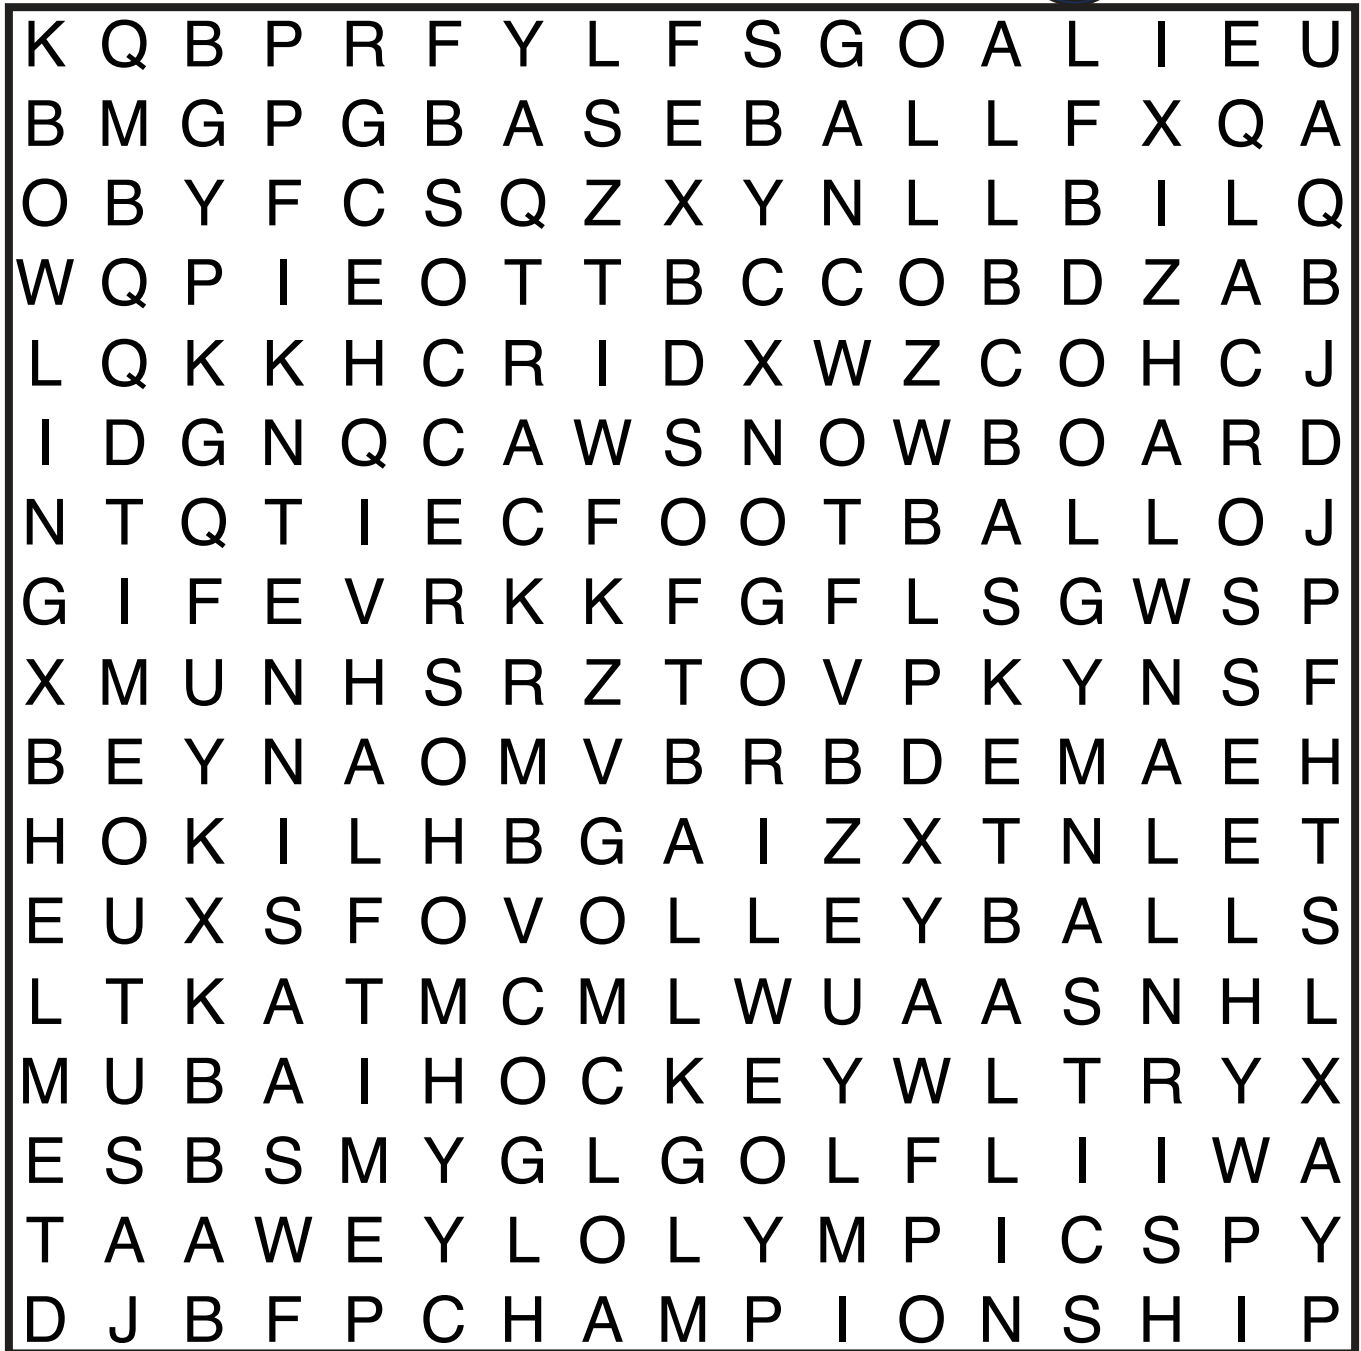 K Q B P R F Y L F S G O A L I E U
B M G P G B A S E B A L L F X Q A
O B Y F C S Q Z X Y N L L B I L Q
W Q P I E O T T B C C O B D Z A B
L Q K K H C R I D X W Z C O H C J
I D G N Q C A W S N O W B O A R D
N T Q T I E C F O O T B A L L O J
G I F E V R K K F G F L S G W S P
X M U N H S R Z T O V P K Y N S F
B E Y N A O M V B R B D E M A E H
H O K I L H B G A I Z X T N L E T
E U X S F O V O L L E Y B A L L S
L T K A T M C M L W U A A S N H L
M U B A I H O C K E Y W L T R Y X
E S B S M Y G L G O L F L I I W A
T A A W E Y L O L Y M P I C S P Y
D J B F P C H A M P I O N S H I P